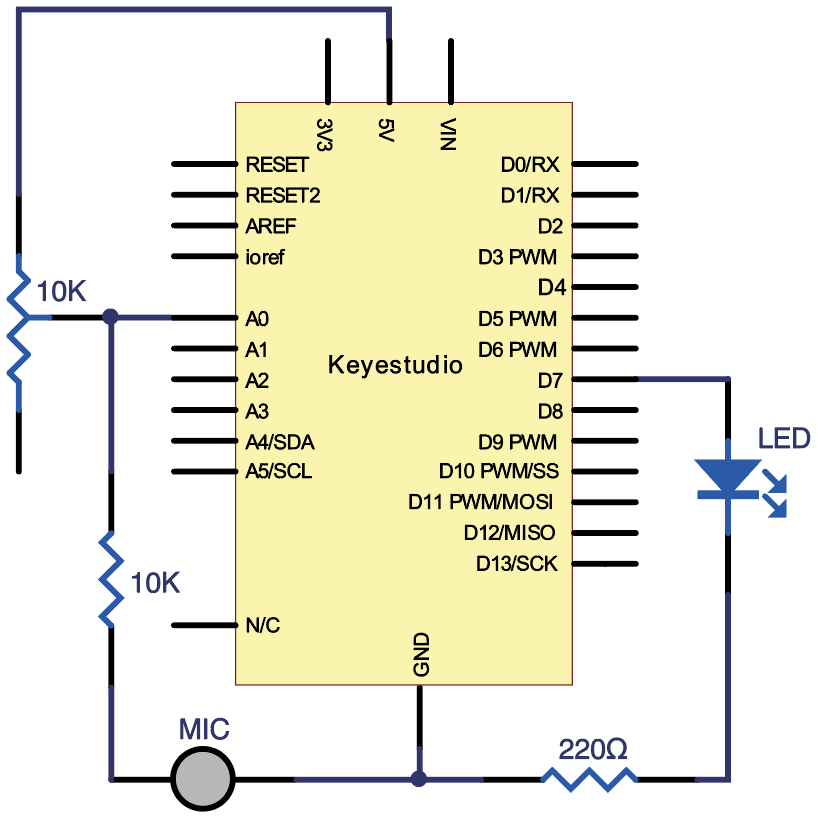 3V3
5V
VIN
RESET
D0/RX
RESET2
D1/RX
AREF
D2
ioref
D3 PWM
10K
D4
A0
D5 PWM
A1
D6 PWM
Keyestudio
A2
D7
A3
D8
A4/SDA
D9 PWM
LED
A5/SCL
D10 PWM/SS
D11 PWM/MOSI
D12/MISO
D13/SCK
10K
N/C
GND
MIC
220Ω